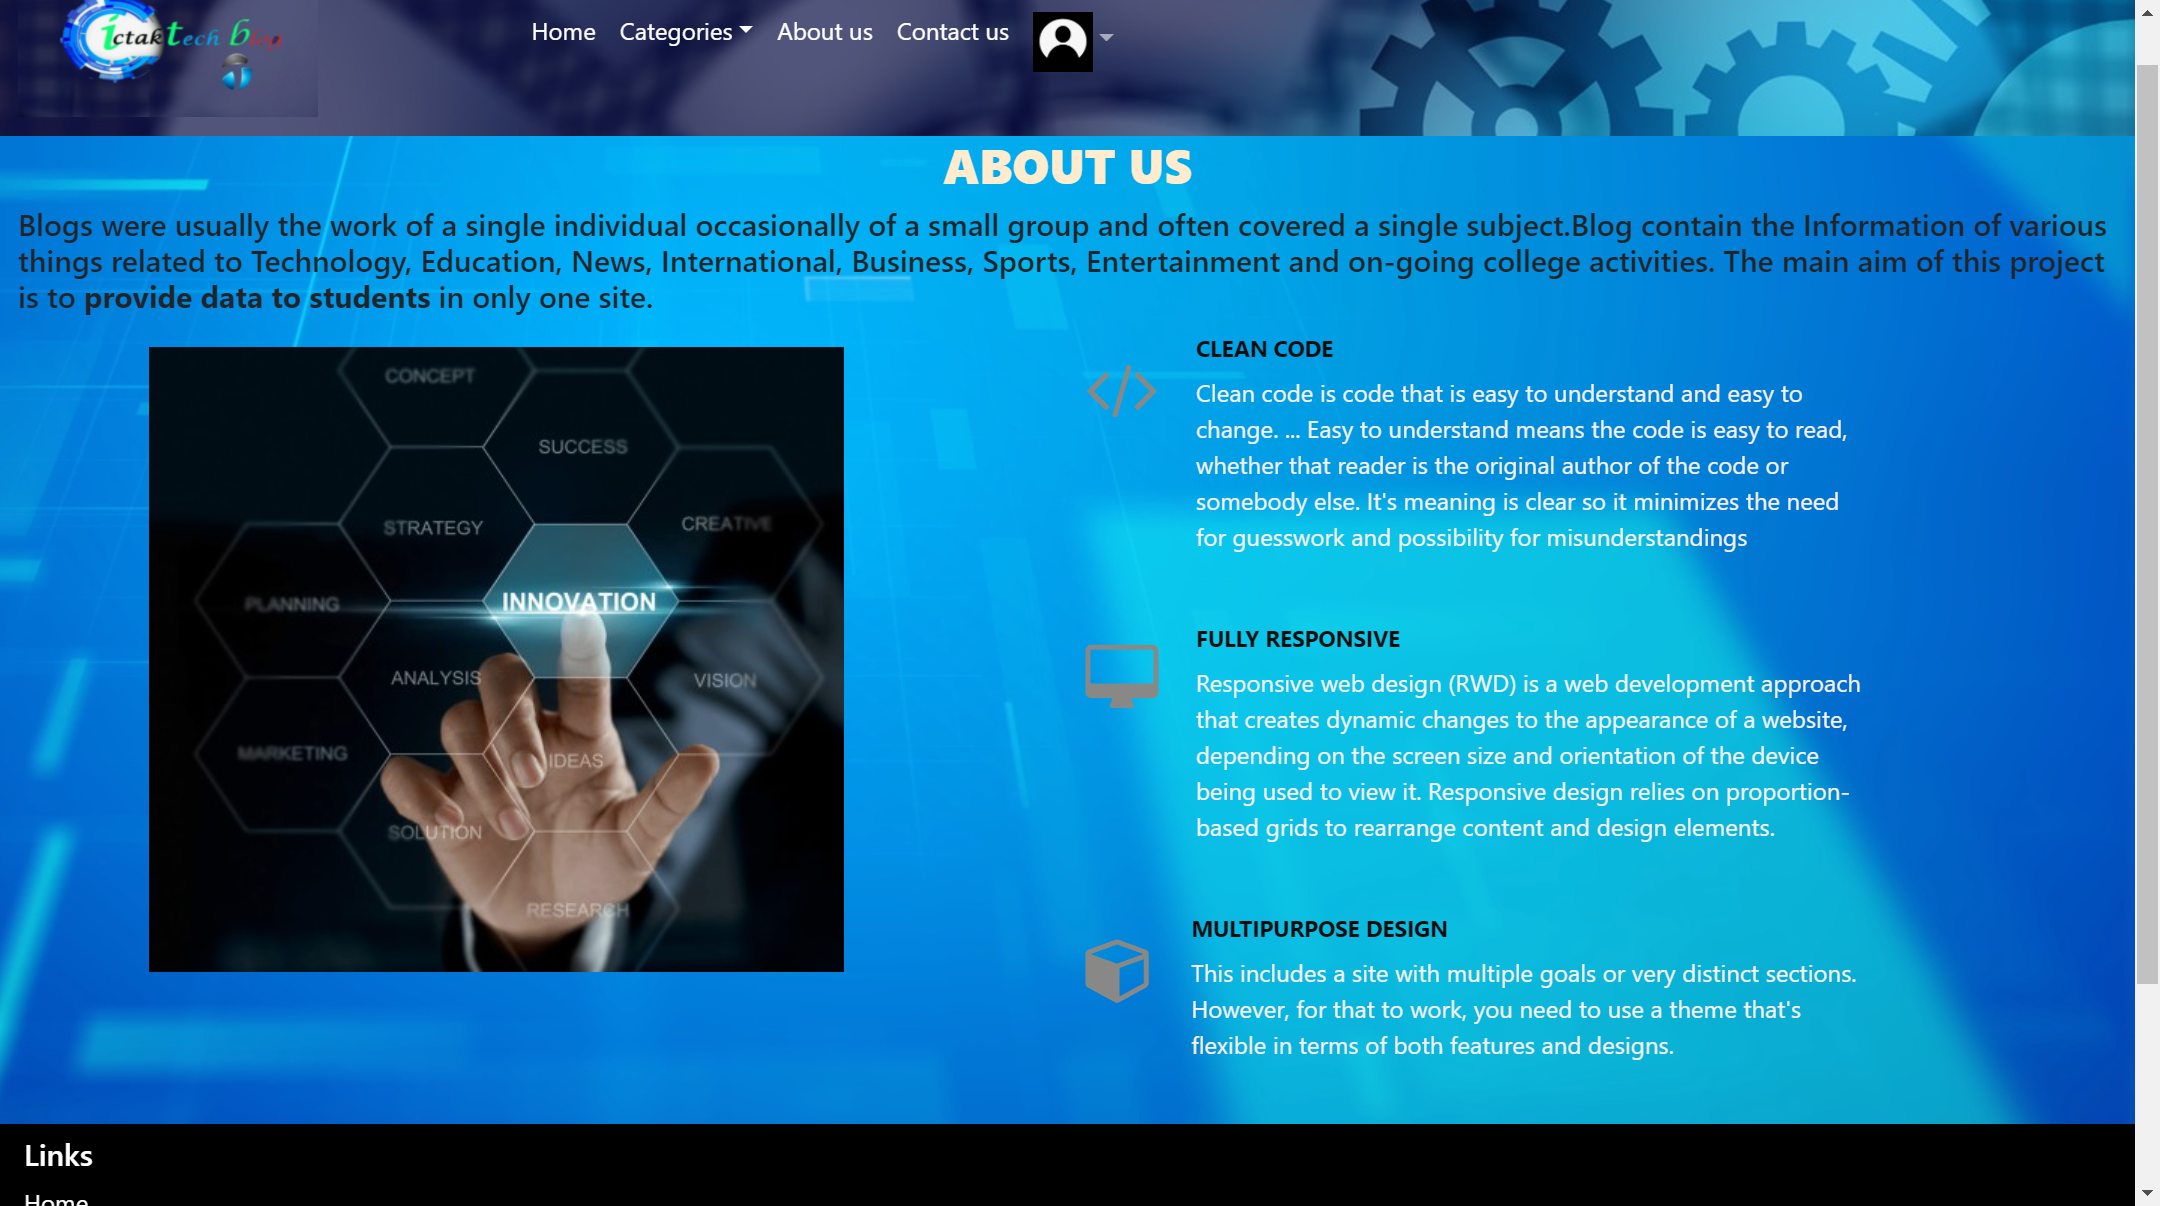 ictak tech blog
Home Categories About us Contact us
ABOUT US
Blogs were usually the work of a single individual occasionally of a small group and often covered a single subject.Blog contain the Information of various
things related to Technology, Education, News, International, Business, Sports, Entertainment and on-going college activities. The main aim of this project
is to provide data to students in only one site.
CONCEPT
SUCCESS
STRATEGY
CREATIVE
INNOVATION
PLANNING
ANALYSIS
VISION
MARKETING
IDEAS
SOLUTION
RESEARCH
CLEAN CODE
Clean code is code that is easy to understand and easy to
change. ... Easy to understand means the code is easy to read,
whether that reader is the original author of the code or
somebody else. It's meaning is clear so it minimizes the need
for guesswork and possibility for misunderstandings
FULLY RESPONSIVE
Responsive web design (RWD) is a web development approach
that creates dynamic changes to the appearance of a website,
depending on the screen size and orientation of the device
being used to view it. Responsive design relies on proportion-
based grids to rearrange content and design elements.
MULTIPURPOSE DESIGN
This includes a site with multiple goals or very distinct sections.
However, for that to work, you need to use a theme that's
flexible in terms of both features and designs.
Links
Home